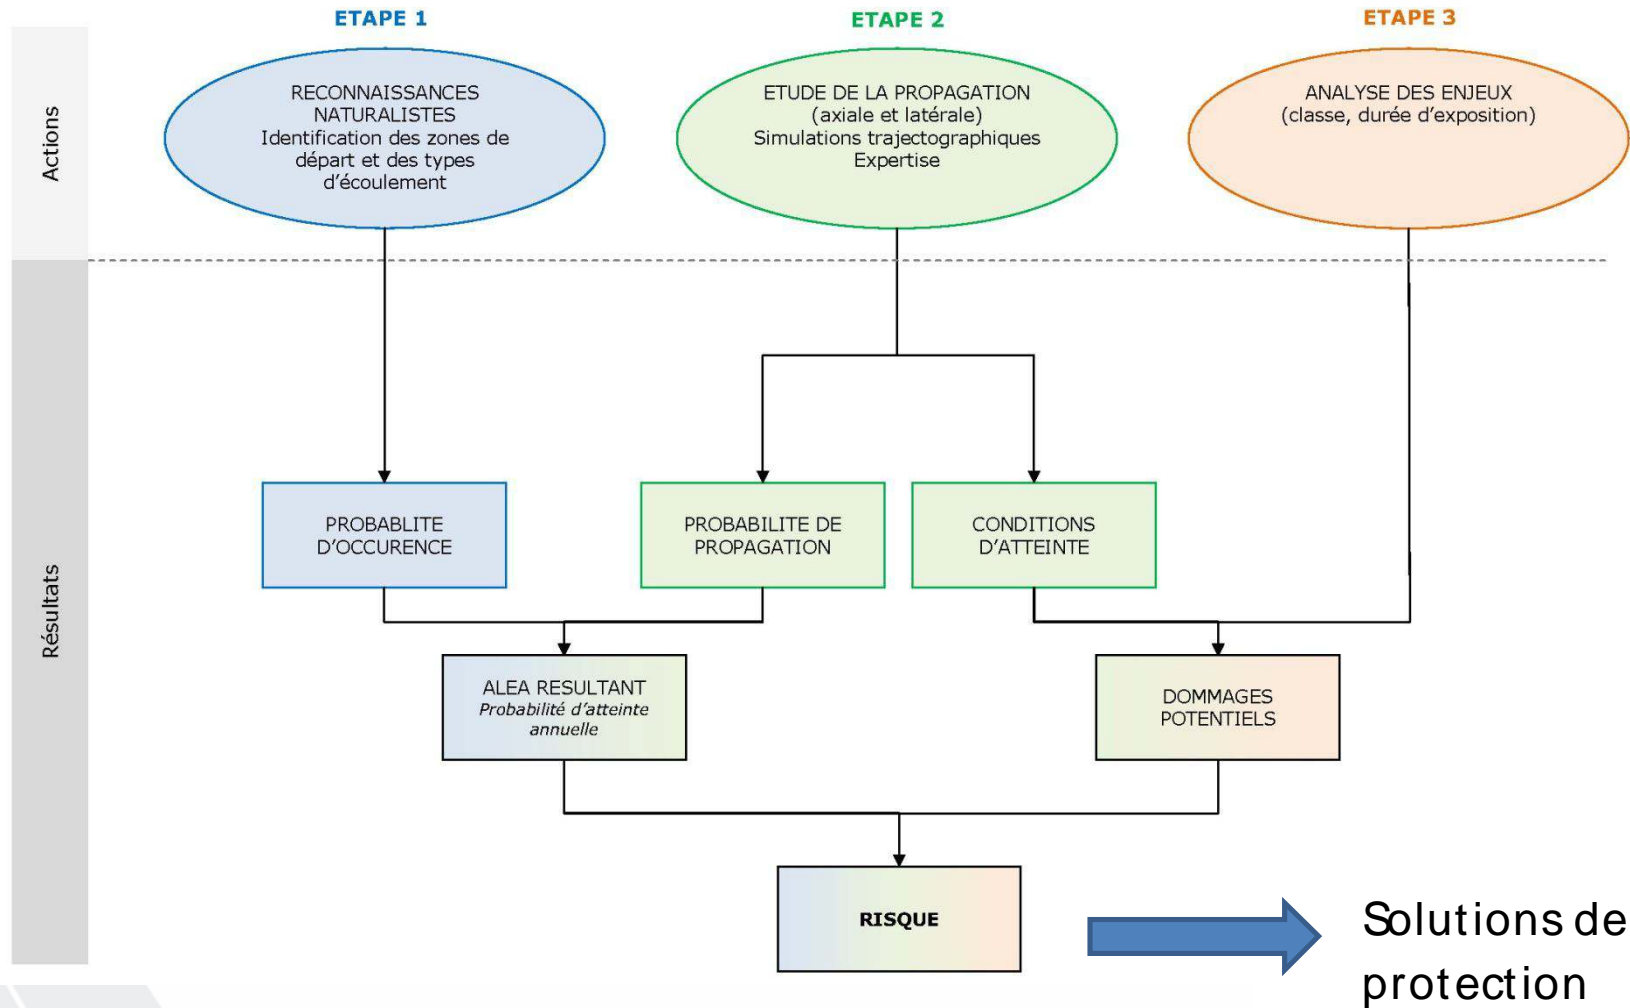 ETAPE 1
ETAPE 2
ETAPE 3
Actions
RECONNAISSANCES
NATURALISTES
Identification des zones de
départ et des types
d'écoulement
ETUDE DE LA PROPAGATION
(axiale et latérale)
Simulations trajectographiques
Expertise
ANALYSE DES ENJEUX
(classe, durée d'exposition)
Résultats
PROBABLITE
D'OCCURENCE
PROBABILITE DE
PROPAGATION
CONDITIONS
D'ATTEINTE
ALEA RESULTANT
Probabilité d'atteinte
annuelle
DOMMAGES
POTENTIELS
RISQUE
Solutions de
protection